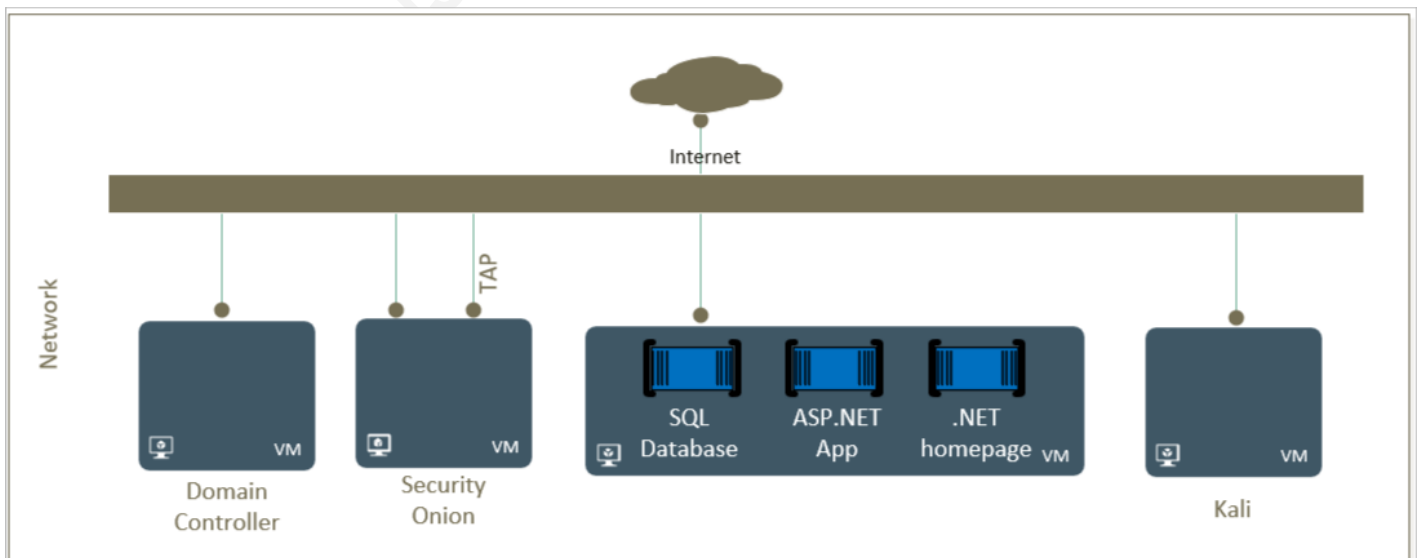 Internet
Network
TAP
SQL
Database
ASP.NET
App
.NET
homepage
VM
VM
VM
VM
Domain
Controller
Security
Onion
Kali